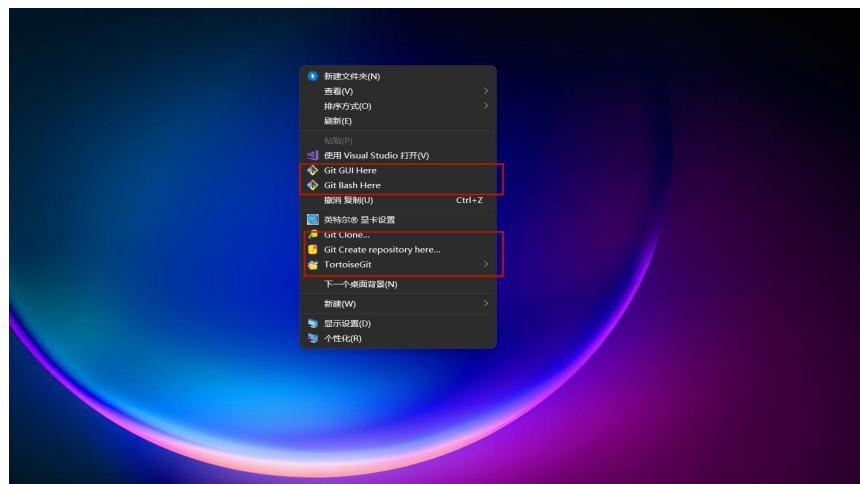 新建文件夹(N)
查看(V)
排序方式(O)
刷新(E)
粘贴(P)
使用 Visual Studio 打开(V)
Git GUI Here
Git Bash Here
撤消 复制(U) Ctrl+Z
英特尔® 显卡设置
Git Clone...
Git Create repository here...
TortoiseGit
下一个桌面背景(N)
新建(W)
显示设置(D)
个性化(R)